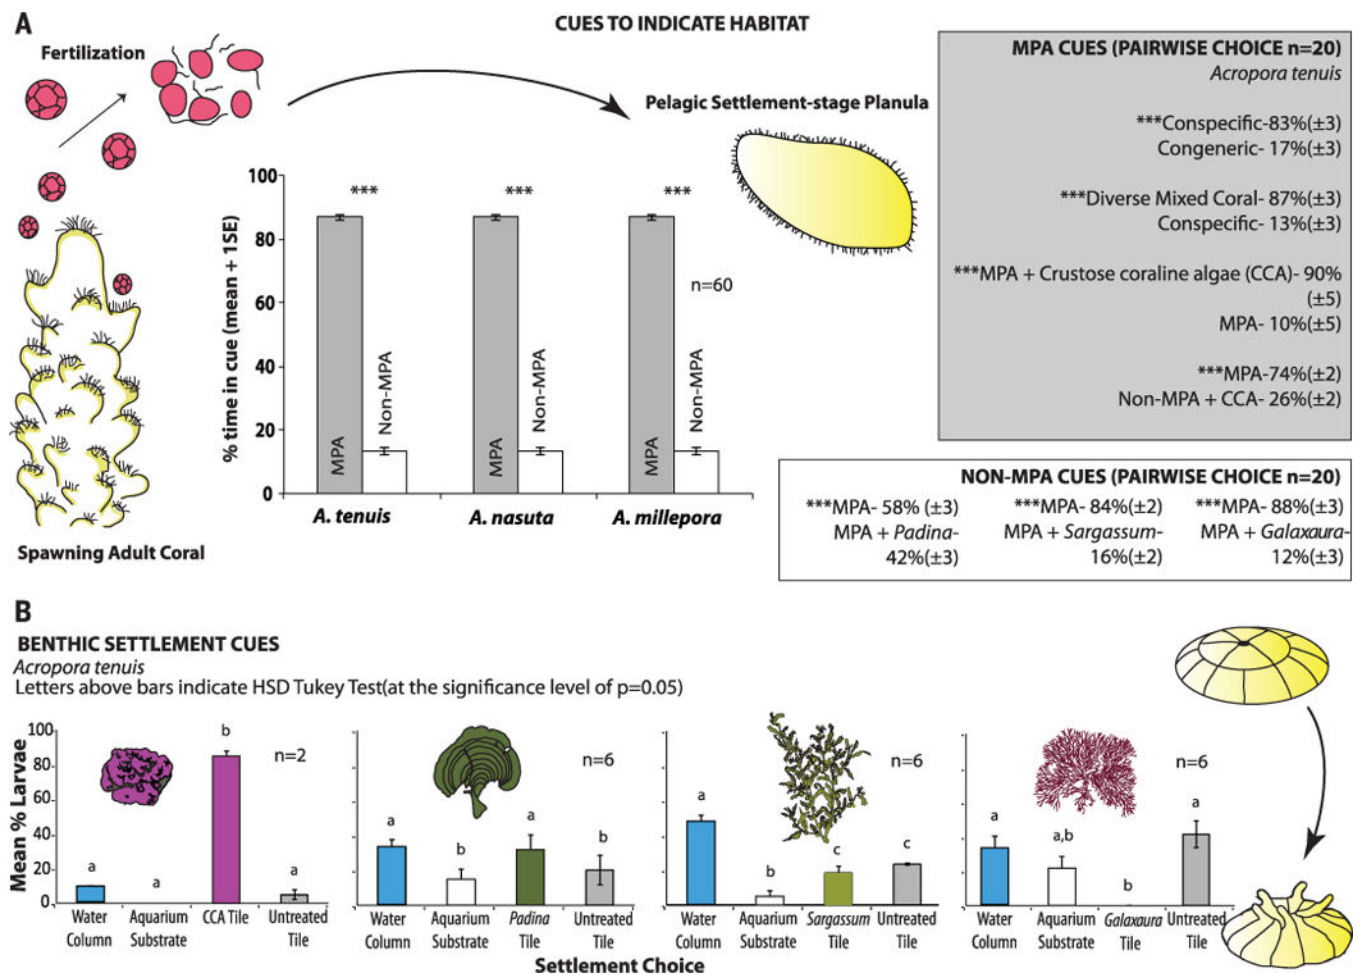 A
CUES TO INDICATE HABITAT
Fertilization
Pelagic Settlement-stage Planula
Spawning Adult Coral
% time in cue (mean + 1SE)
100
80
60
40
20
0
***
***
***
n=60
MPA
Non-MPA
MPA
Non-MPA
MPA
Non-MPA
A. tenuis
A. nasuta
A. millepora
MPA CUES (PAIRWISE CHOICE n=20)
Acropora tenuis
***Conspecific-83%(±3)
Congeneric- 17%(±3)
***Diverse Mixed Coral- 87%(±3)
Conspecific- 13%(±3)
***MPA + Crustose coraline algae (CCA)- 90%
(±5)
MPA- 10%(±5)
***MPA-74%(±2)
Non-MPA + CCA- 26%(±2)
NON-MPA CUES (PAIRWISE CHOICE n=20)
***MPA- 58% (±3)
MPA + Padina-
42%(±3)
***MPA- 84%(±2)
MPA + Sargassum-
16%(±2)
***MPA- 88%(±3)
MPA + Galaxaura-
12%(±3)
B
BENTHIC SETTLEMENT CUES
Acropora tenuis
Letters above bars indicate HSD Tukey Test(at the significance level of p=0.05)
Mean % Larvae
100
80
60
40
20
0
n=2
a
a
b
a
Water
Column
Aquarium
Substrate
CCA Tile
Untreated
Tile
n=6
a
b
a
b
Water
Column
Aquarium
Substrate
Padina
Tile
Untreated
Tile
n=6
a
b
c
c
Water
Column
Aquarium
Substrate
Sargassum
Tile
Untreated
Tile
n=6
a
a,b
b
a
Water
Column
Aquarium
Substrate
Galaxaura
Tile
Untreated
Tile
Settlement Choice